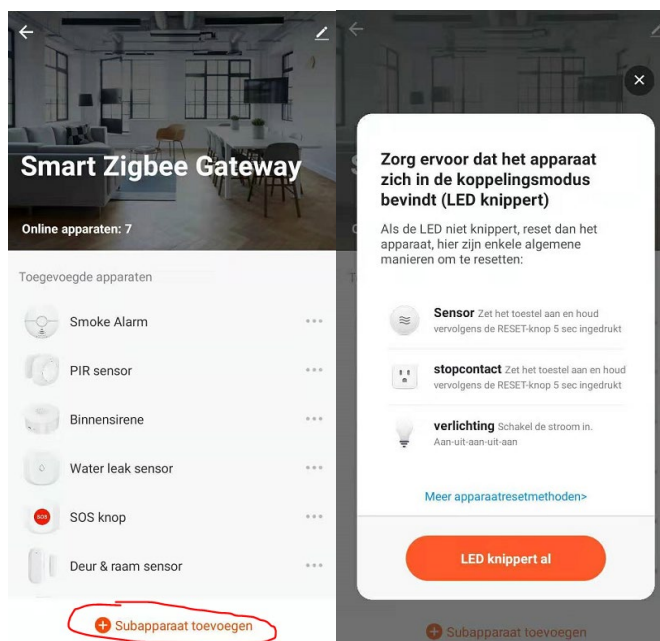 Smart Zigbee Gateway
Online apparaten: 7
Toegevoegde apparaten
Smoke Alarm
PIR sensor
Binnensirene
Water leak sensor
SOS
SOS knop
Deur & raam sensor
Subapparaat toevoegen
Zorg ervoor dat het apparaat
zich in de koppelingsmodus
bevindt (LED knippert)
Als de LED niet knippert, reset dan het
apparaat, hier zijn enkele algemene
manieren om te resetten:
Sensor Zet het toestel aan en houd
vervolgens de RESET-knop 5 sec ingedrukt
stopcontact Zet het toestel aan en houd
vervolgens de RESET-knop 5 sec ingedrukt
verlichting Schakel de stroom in.
Aan-uit-aan-uit-aan
Meer apparaatresetmethoden>
LED knippert al
Subapparaat toevoegen